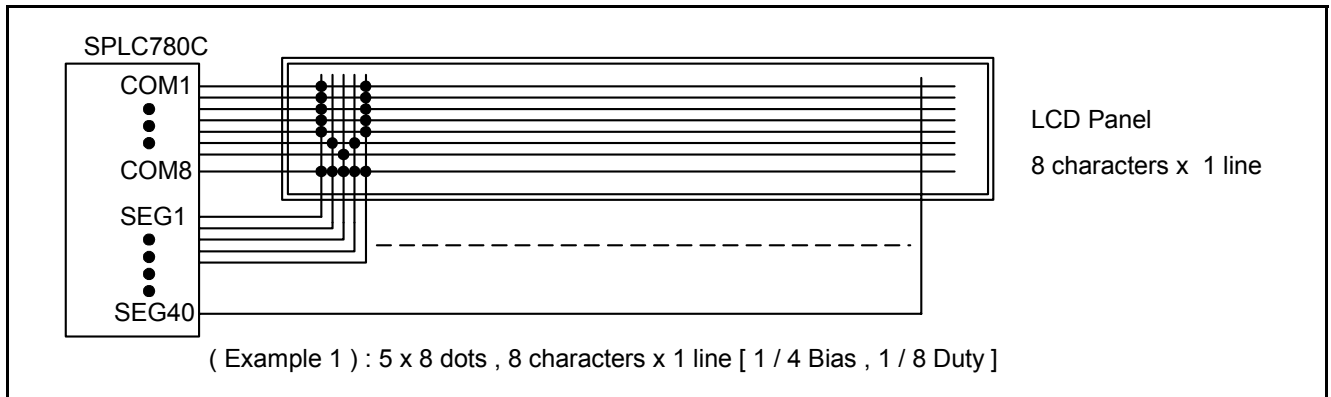 SPLC780C
COM1
COM8
SEG1
SEG40
LCD Panel
8 characters x 1 line
( Example 1 ) : 5 x 8 dots , 8 characters x 1 line [ 1 / 4 Bias , 1 / 8 Duty ]